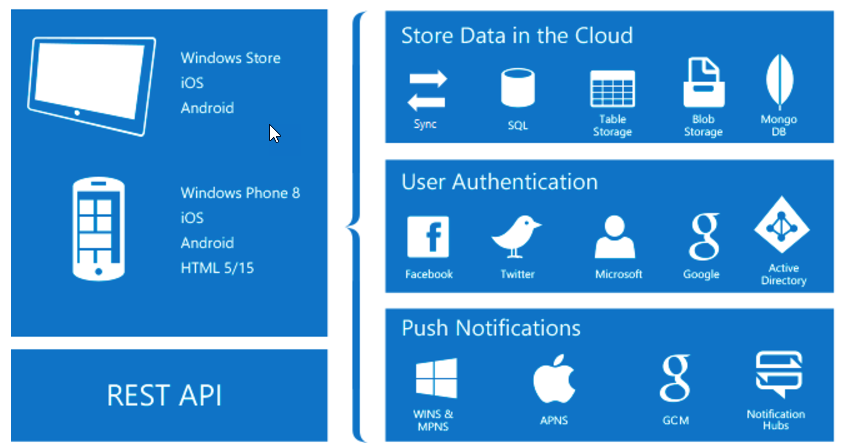 Windows Store
iOS
Android
Windows Phone 8
iOS
Android
HTML 5/15
REST API
Store Data in the Cloud
Sync
SQL
Table
Storage
Blob
Storage
Mongo
DB
User Authentication
Facebook
Twitter
Microsoft
Google
Active
Directory
Push Notifications
WINS &
MPNS
APNS
GCM
Notification
Hubs